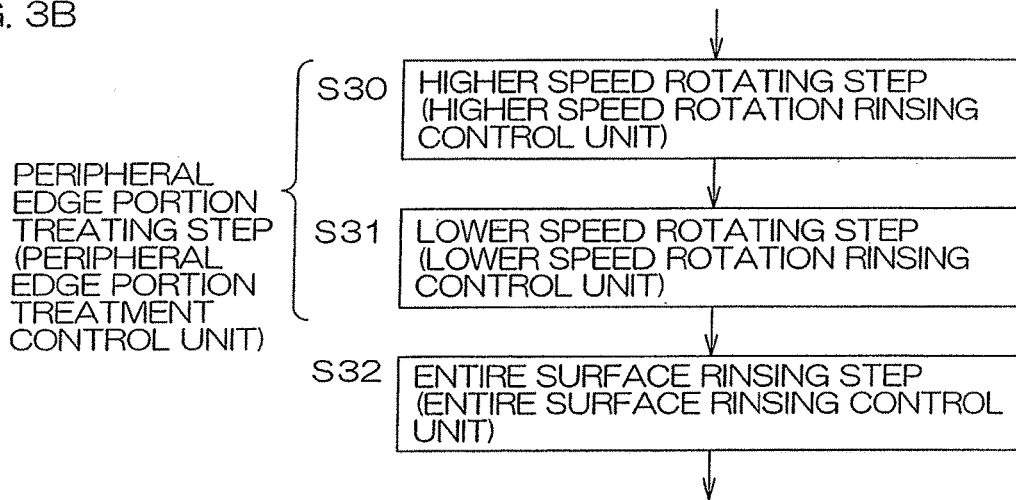 . 3B
S30
HIGHER SPEED ROTATING STEP
(HIGHER SPEED ROTATION RINSING
CONTROL UNIT)
PERIPHERAL
EDGE PORTION
TREATING STEP
(PERIPHERAL
EDGE PORTION
TREATMENT
CONTROL UNIT)
S31
LOWER SPEED ROTATING STEP
(LOWER SPEED ROTATION RINSING
CONTROL UNIT)
S32
ENTIRE SURFACE RINSING STEP
(ENTIRE SURFACE RINSING CONTROL
UNIT)